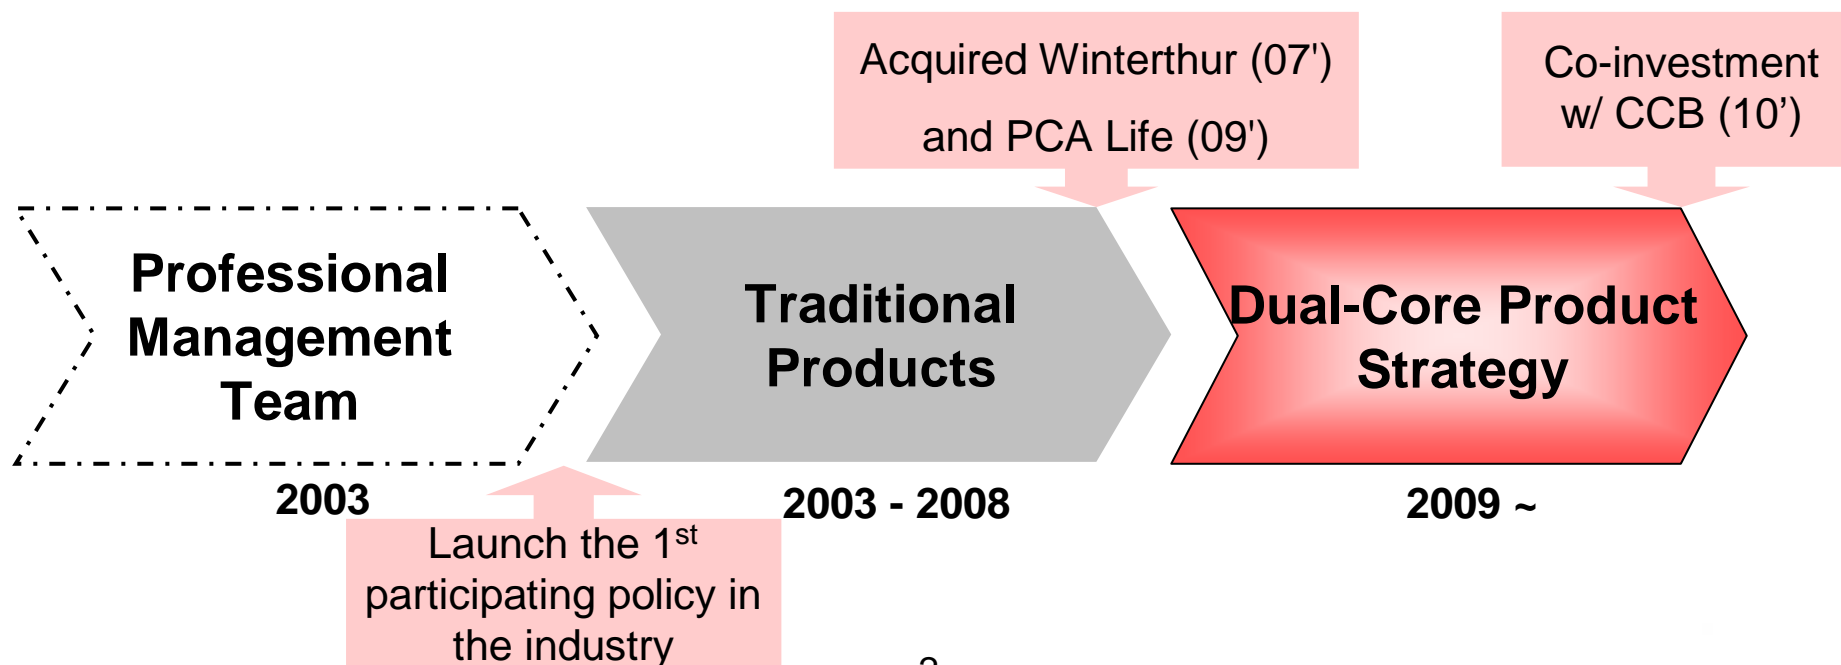 Acquired Winterthur (07')
and PCA Life (09')
Co-investment
w/ CCB (10’)
Professional
Management
Team
Traditional
Products
Dual-Core Product
Strategy
2003
2003 - 2008
2009 ~
Launch the 1st
participating policy in
the industry